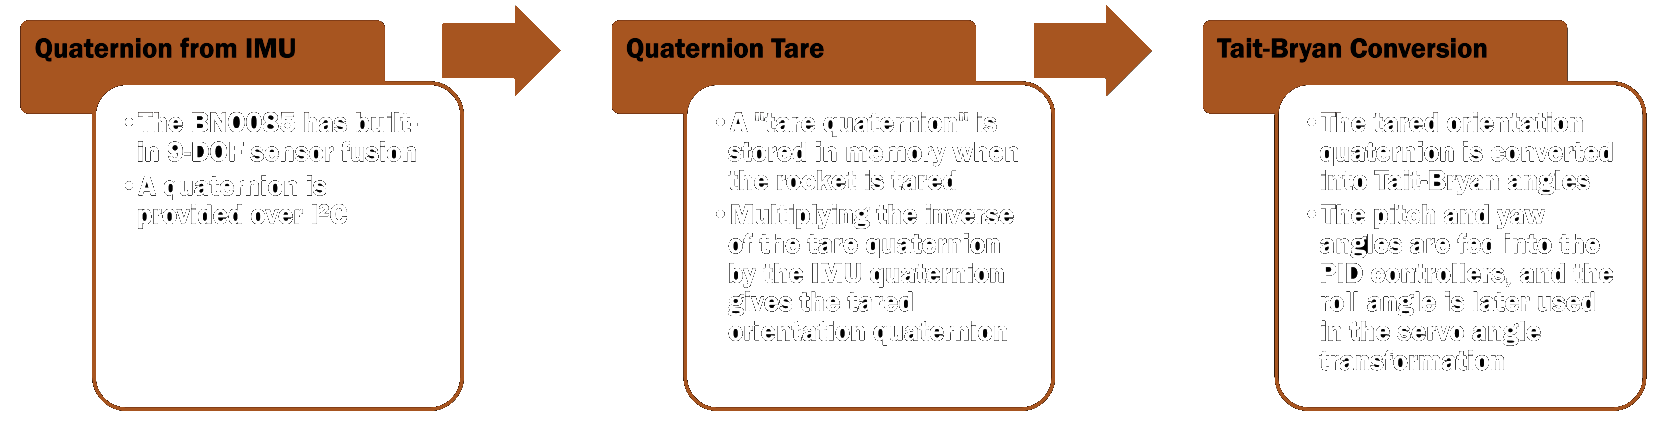 Quaternion from IMU
• The BNO085 has built-
in 9-DOF sensor fusion
• A quaternion is
provided over I²C
Quaternion Tare
• A "tare quaternion" is
stored in memory when
the rocket is tared
• Multiplying the inverse
of the tare quaternion
by the IMU quaternion
gives the tared
orientation quaternion
Tait-Bryan Conversion
• The tared orientation
quaternion is converted
into Tait-Bryan angles
• The pitch and yaw
angles are fed into the
PID controllers, and the
roll angle is later used
in the servo angle
transformation